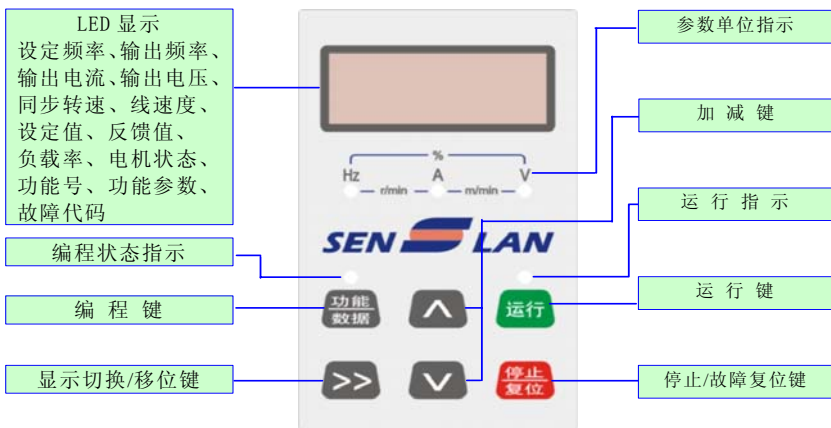 LED 显示
设定频率、输出频率、
输出电流、输出电压、
同步转速、线速度、
设定值、反馈值、
负载率、电机状态、
功能号、功能参数、
故障代码
编程状态指示
编 程 键
显示切换/移位键
%
Hz A V
r/min m/min
SENLAN
功能
数据
运行
>>
停止
复位
参数单位指示
加 减 键
运 行 指 示
运 行 键
停止/故障复位键